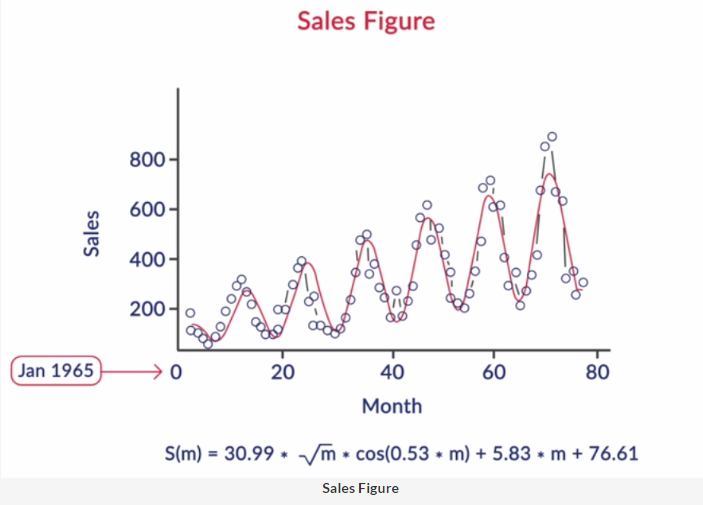 Sales Figure
800
600
Sales
400
200
Jan 1965
0 20 40 60 80
Month
S(m) = 30.99 * √m * cos(0.53 * m) + 5.83 * m + 76.61
Sales Figure